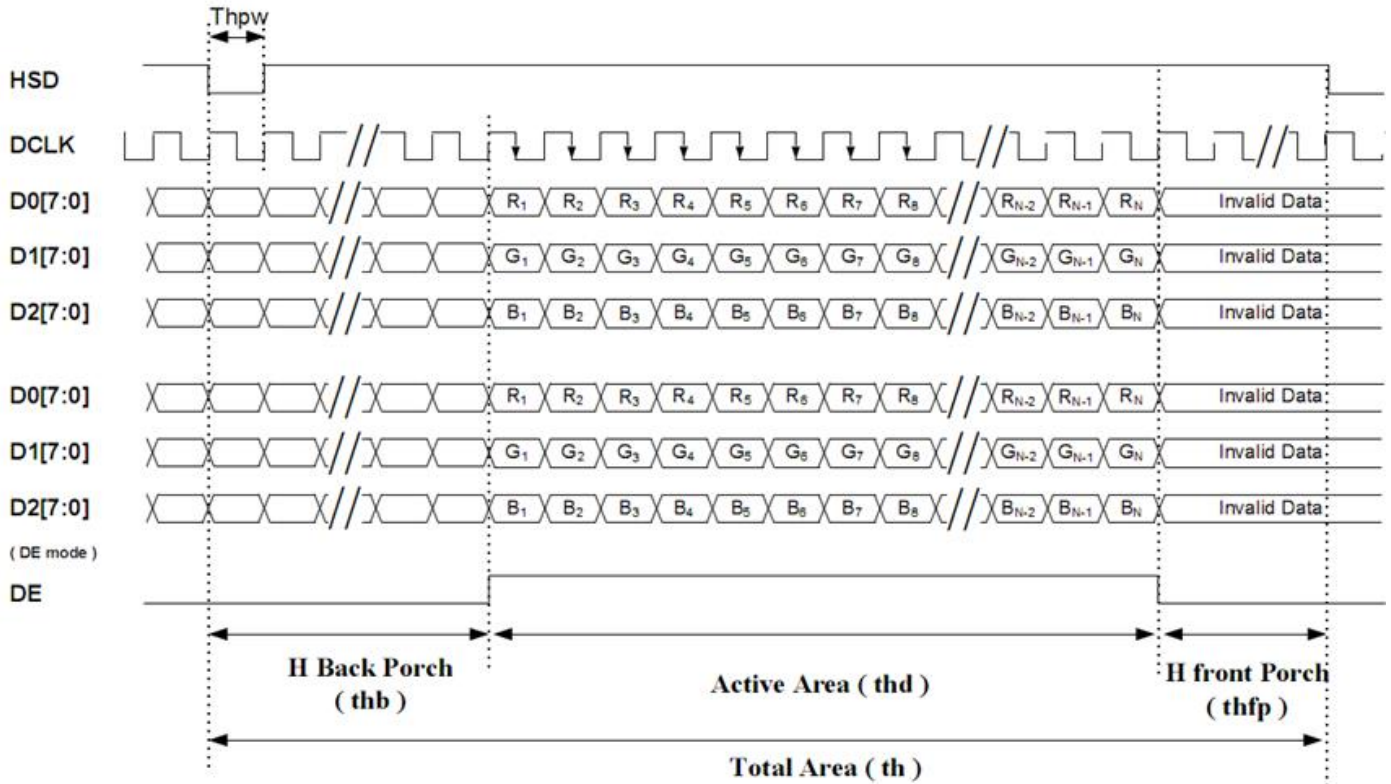 Thpw
HSD
DCLK
D0[7:0] R1 R2 R3 R4 R5 R6 R7 R8 RN-2 RN-1 RN Invalid Data
D1[7:0] G1 G2 G3 G4 G5 G6 G7 G8 GN-2 GN-1 GN Invalid Data
D2[7:0] B1 B2 B3 B4 B5 B6 B7 B8 BN-2 BN-1 BN Invalid Data
D0[7:0] R1 R2 R3 R4 R5 R6 R7 R8 RN-2 RN-1 RN Invalid Data
D1[7:0] G1 G2 G3 G4 G5 G6 G7 G8 GN-2 GN-1 GN Invalid Data
D2[7:0] B1 B2 B3 B4 B5 B6 B7 B8 BN-2 BN-1 BN Invalid Data
( DE mode )
DE
H Back Porch
( thb )
Active Area ( thd )
H front Porch
( thfp )
Total Area ( th )